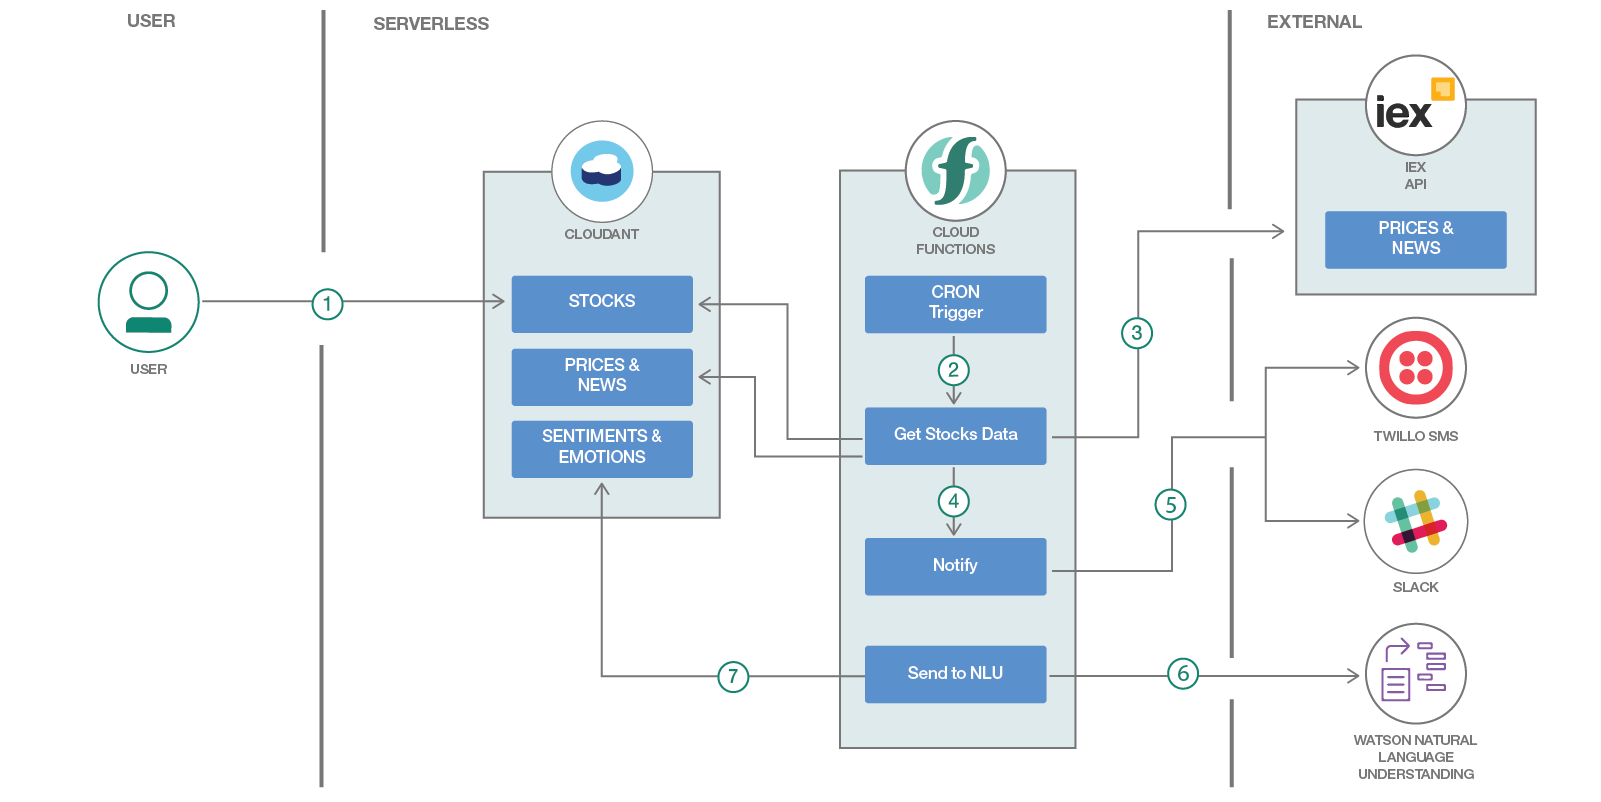 USER
SERVERLESS
EXTERNAL
iex
IEX
API
PRICES &
NEWS
CLOUDANT
CLOUD
FUNCTIONS
STOCKS
PRICES &
NEWS
SENTIMENTS &
EMOTIONS
CRON
Trigger
Get Stocks Data
Notify
Send to NLU
USER
1
2
3
4
5
6
7
TWILLO SMS
SLACK
WATSON NATURAL
LANGUAGE
UNDERSTANDING